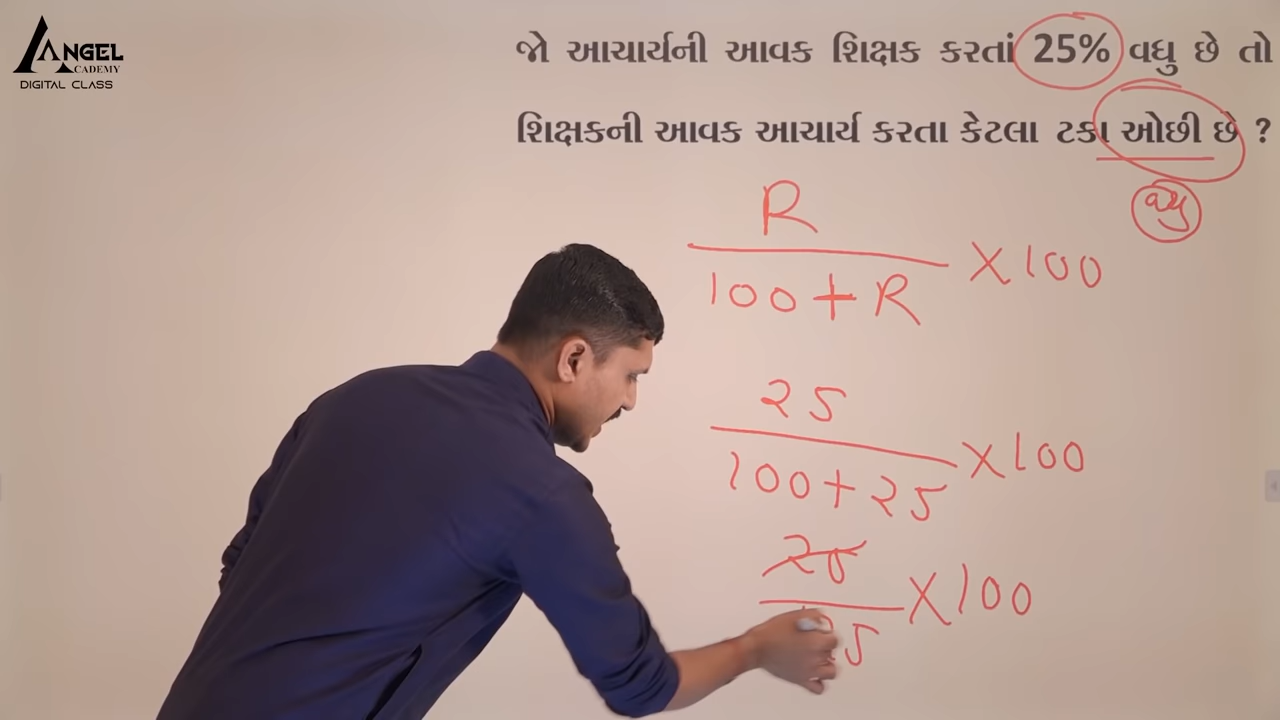 ANGEL
ACADEMY
DIGITAL CLASS
જો આચાર્યની આવક શિક્ષક કરતાં 25% વધુ છે તો
શિક્ષકની આવક આચાર્ય કરતા કેટલા ટકા ઓછી છે ?
વધુ
R
100 + R × 100
25
100 + 25 × 100
25
25 × 100